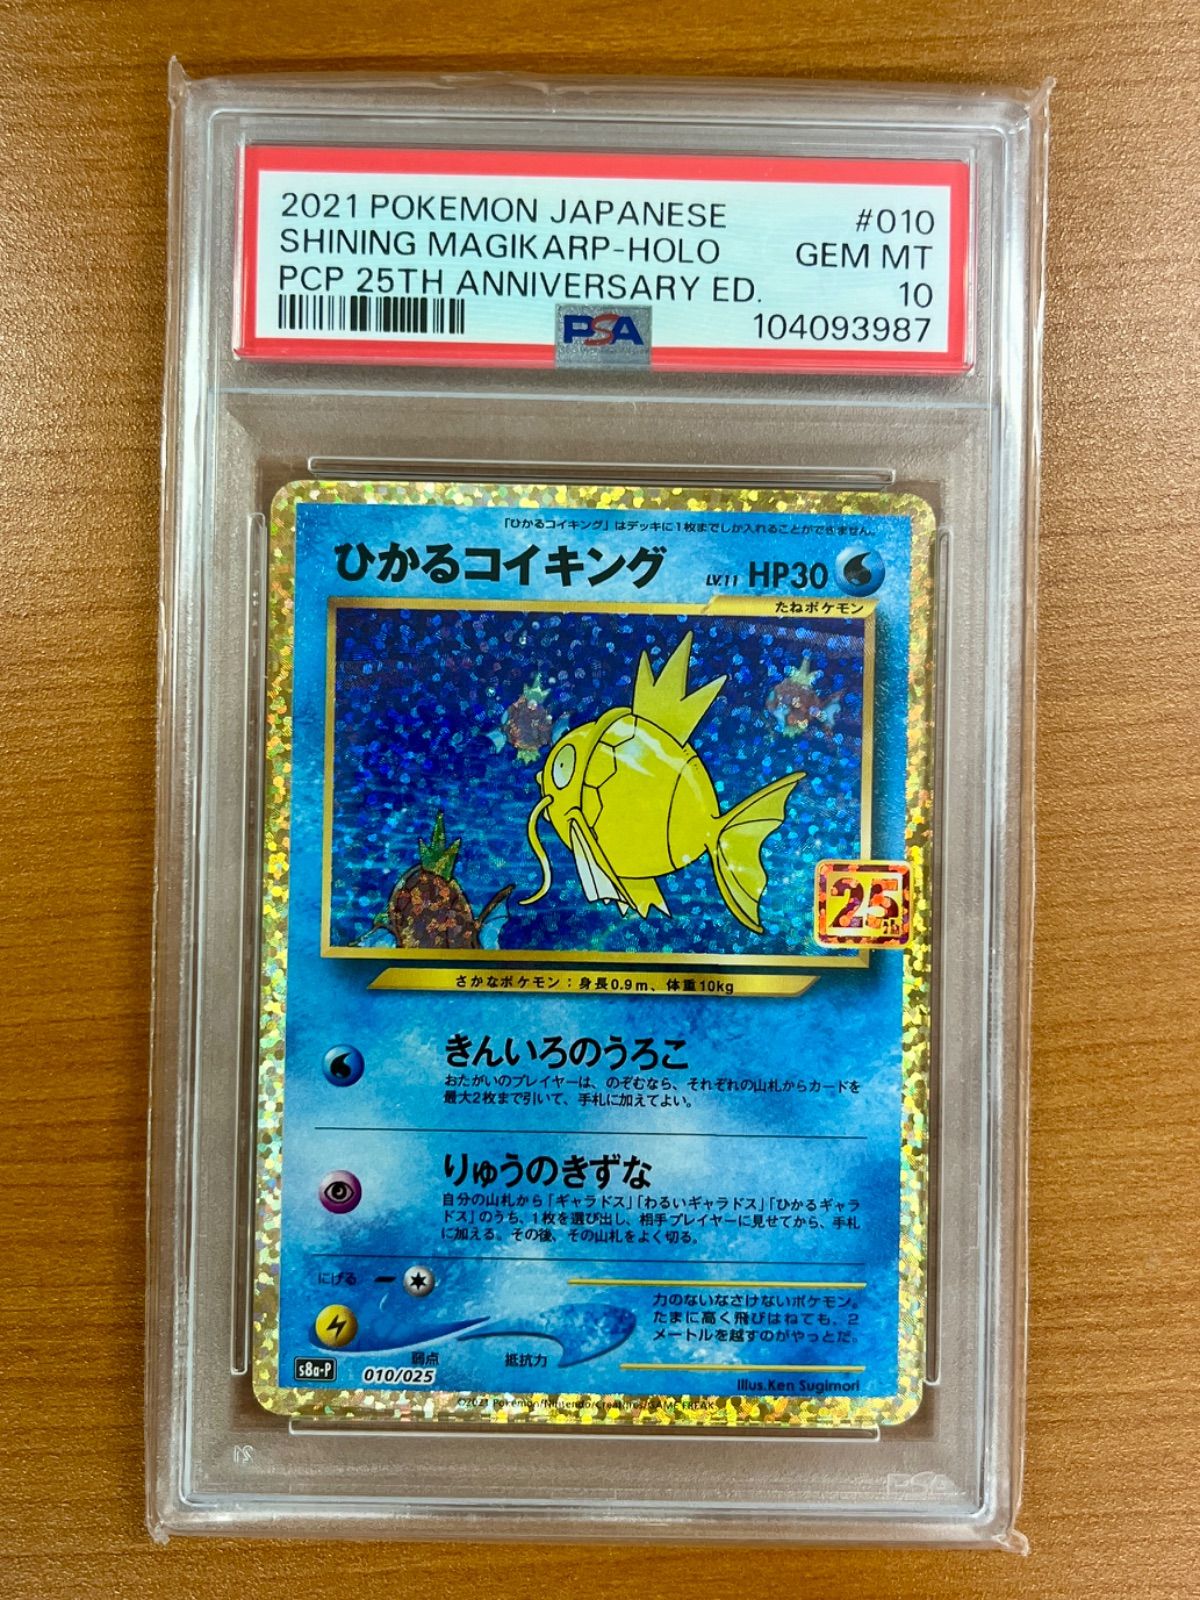 2021 POKEMON JAPANESE #010
SHINING MAGIKARP-HOLO GEM MT
PCP 25TH ANNIVERSARY ED. 10
PSA 104093987
「ひかるコイキング」はデッキに1枚までしか入れることができません。
ひかるコイキング LV.11 HP30
たねポケモン
25th
さかなポケモン：身長0.9m、体重10kg
きんいろのうろこ
おたがいのプレイヤーは、のぞむなら、それぞれの山札からカードを
最大2枚まで引いて、手札に加えてよい。
りゅうのきずな
自分の山札から「ギャラドス」「わるいギャラドス」「ひかるギャラ
ドス」のうち、1枚を選び出し、相手プレイヤーに見せてから、手札
に加える。その後、その山札をよく切る。
にげる
力のないなさけないポケモン。
たまに高く飛びはねても、2
メートルを越すのがやっとだ。
弱点 抵抗力
s8a-P 010/025
Illus.Ken Sugimori
©2021 Pokémon/Nintendo/Creatures/GAME FREAK
PSA